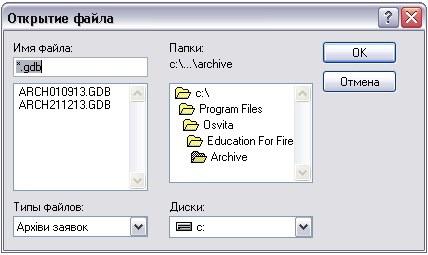 Открытие файла
Имя файла:
*.gdb
ARCH010913.GDB
ARCH211213.GDB
Типы файлов:
Архіви заявок
Папки:
c:\...\archive
c:\
Program Files
Osvita
Education For Fire
Archive
Диски:
c:
OK
Отмена